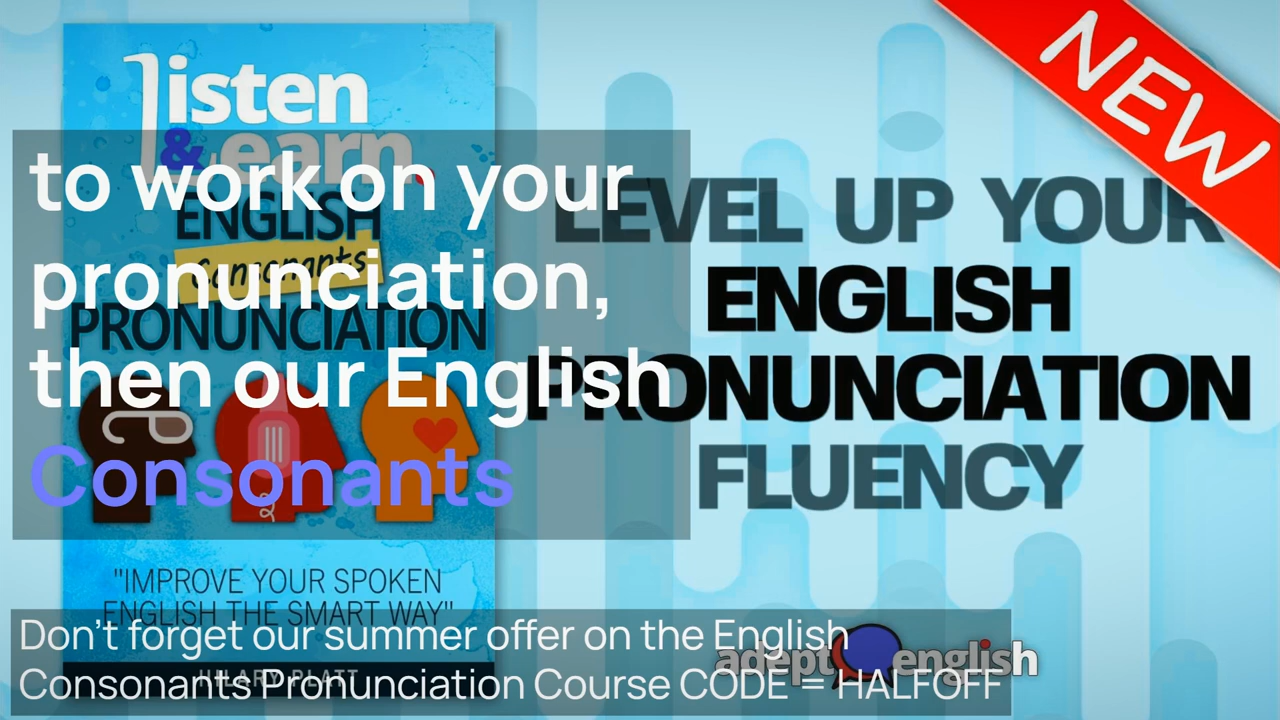 listen
& Learn
ENGLISH
Consonants
PRONUNCIATION
"IMPROVE YOUR SPOKEN
ENGLISH THE SMART WAY"
HILARY PLATT
to work on your
pronunciation,
then our English
Consonants
NEW
LEVEL UP YOUR
ENGLISH
PRONUNCIATION
FLUENCY
adept english
Don't forget our summer offer on the English
Consonants Pronunciation Course CODE = HALFOFF